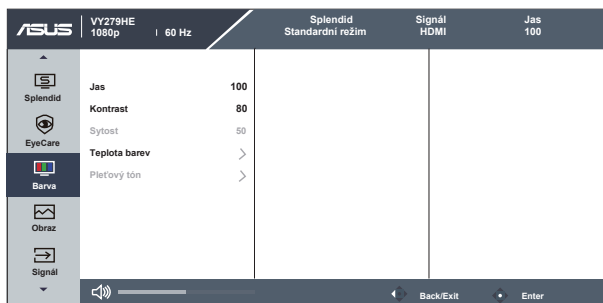 ASUS
VY279HE
1080p
60 Hz
Splendid
Standardní režim
Signál
HDMI
Jas
100
Splendid
EyeCare
Barva
Obraz
Signál
Jas 100
Kontrast 80
Sytost 50
Teplota barev
Pleťový tón
Back/Exit
Enter